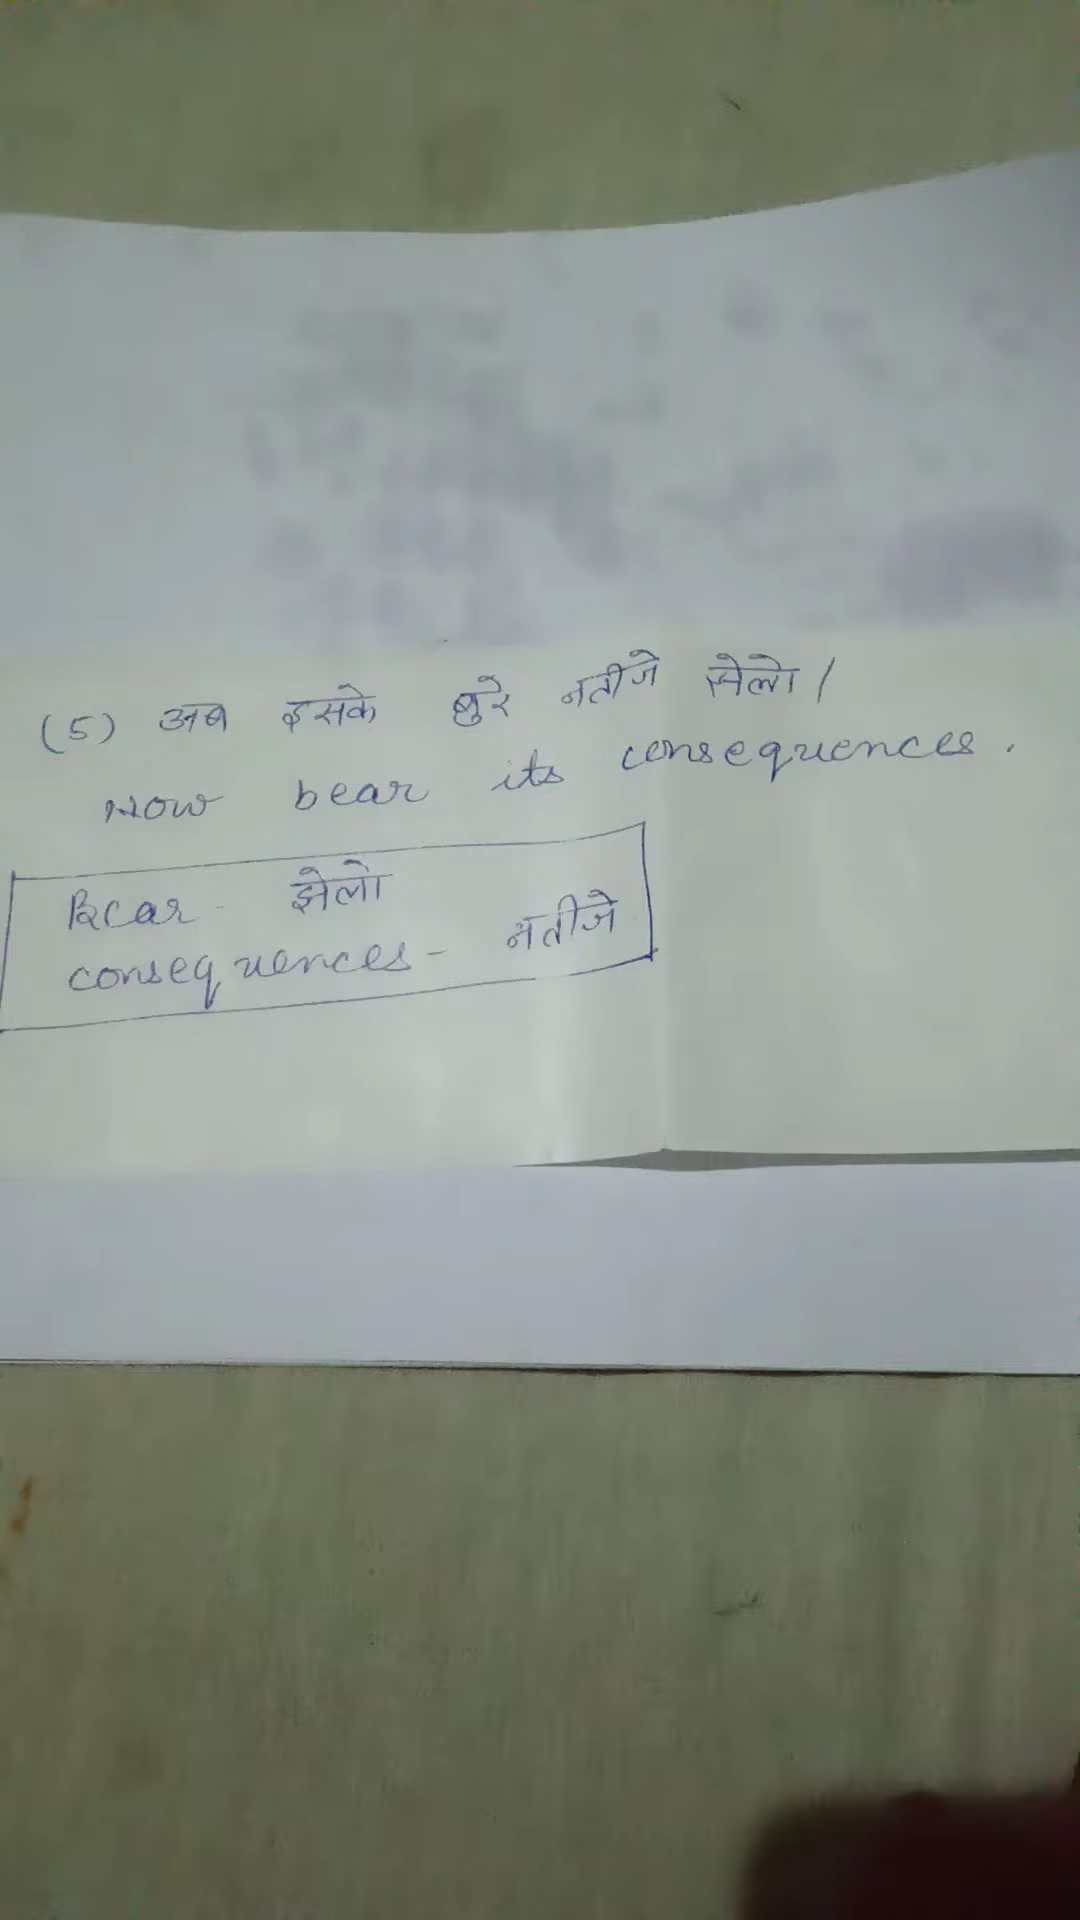 (5) अब इसके बुरे नतीजे झेलो।
Now bear its consequences.
Bear - झेलो
consequences - नतीजे